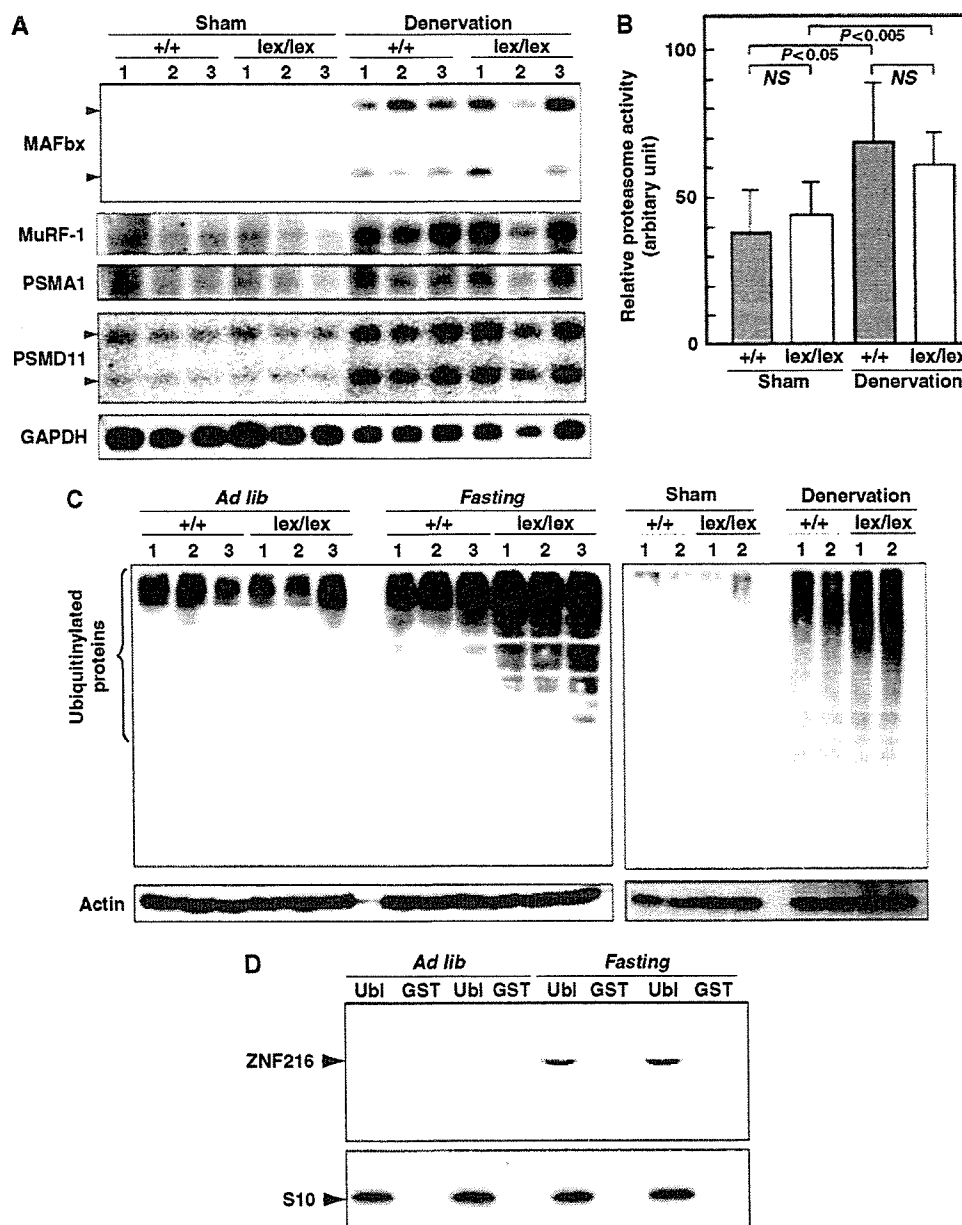 A
Sham
Denervation
+/+
lex/lex
+/+
lex/lex
1 2 3 1 2 3 1 2 3 1 2 3
MAFbx
MuRF-1
PSMA1
PSMD11
GAPDH
B
P<0.005
P<0.05
NS
NS
100
50
0
Relative proteasome activity
(arbitary unit)
+/+ lex/lex +/+ lex/lex
Sham Denervation
C
Ad lib
Fasting
Sham
Denervation
+/+ lex/lex +/+ lex/lex +/+ lex/lex +/+ lex/lex
1 2 3 1 2 3 1 2 3 1 2 3 1 2 1 2 1 2 1 2
Ubiquitinylated
proteins
Actin
D
Ad lib
Fasting
Ubl GST Ubl GST Ubl GST Ubl GST
ZNF216
S10